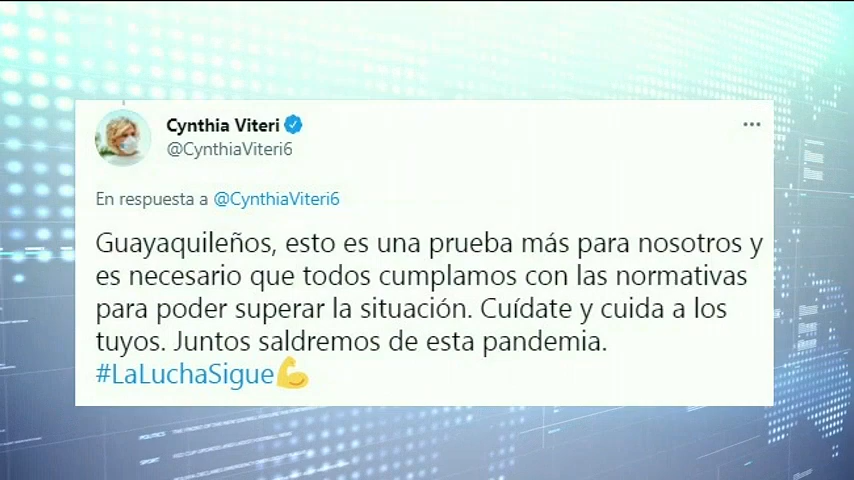 Cynthia Viteri
@CynthiaViteri6
En respuesta a @CynthiaViteri6
Guayaquileños, esto es una prueba más para nosotros y
es necesario que todos cumplamos con las normativas
para poder superar la situación. Cuídate y cuida a los
tuyos. Juntos saldremos de esta pandemia.
#LaLuchaSigue💪